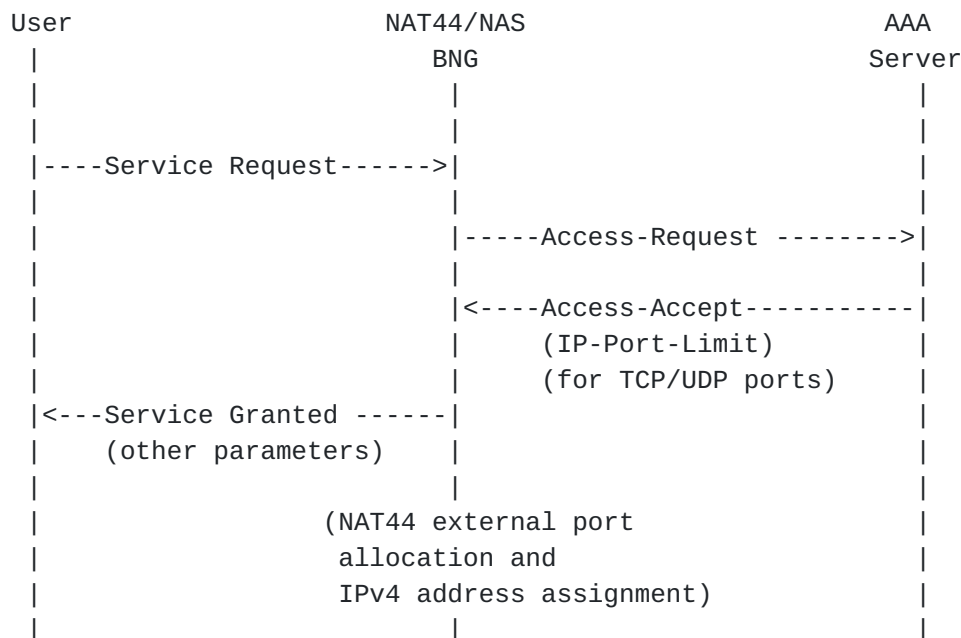 User NAT44/NAS AAA
| BNG Server
| | |
| | |
|----Service Request------>| |
| | |
| |-----Access-Request -------->|
| | |
| |<----Access-Accept-----------|
| | (IP-Port-Limit) |
| | (for TCP/UDP ports) |
|<---Service Granted ------| |
| (other parameters) | |
| | |
| (NAT44 external port |
| allocation and |
| IPv4 address assignment) |
| | |